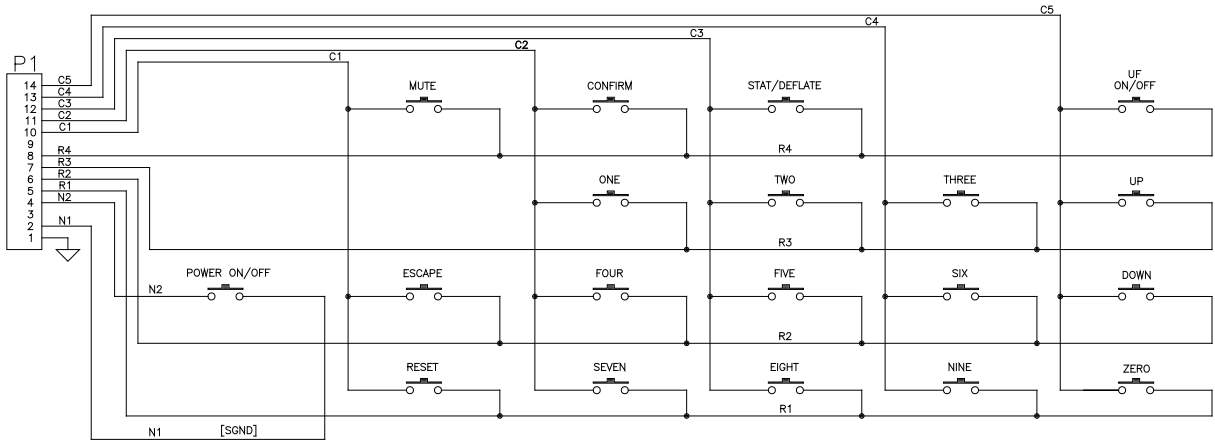 C5
C4
C3
C2
C1
P1
14 C5
13 C4
12 C3
11 C2
10 C1
9
8 R4
7 R3
6 R2
5 R1
4 N2
3
2 N1
1
MUTE
CONFIRM
STAT/DEFLATE
UF
ON/OFF
R4
ONE
TWO
THREE
UP
R3
POWER ON/OFF
N2
ESCAPE
FOUR
FIVE
SIX
DOWN
R2
RESET
SEVEN
EIGHT
NINE
ZERO
R1
N1
[SGND]